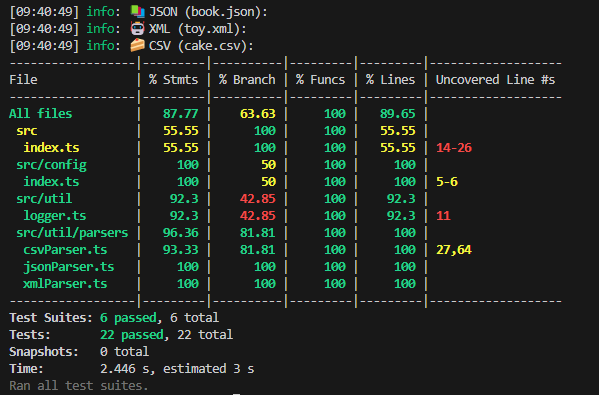 [09:40:49] info: 📚 JSON (book.json):
[09:40:49] info: 🤖 XML (toy.xml):
[09:40:49] info: 🍰 CSV (cake.csv):
--------------------|---------|----------|---------|---------|-------------------
File                | % Stmts | % Branch | % Funcs | % Lines | Uncovered Line #s
--------------------|---------|----------|---------|---------|-------------------
All files           |   87.77 |    63.63 |     100 |   89.65 |
 src                |   55.55 |      100 |     100 |   55.55 |
  index.ts          |   55.55 |      100 |     100 |   55.55 | 14-26
 src/config         |     100 |       50 |     100 |     100 |
  index.ts          |     100 |       50 |     100 |     100 | 5-6
 src/util           |    92.3 |    42.85 |     100 |    92.3 |
  logger.ts         |    92.3 |    42.85 |     100 |    92.3 | 11
 src/util/parsers   |   96.36 |    81.81 |     100 |     100 |
  csvParser.ts      |   93.33 |    81.81 |     100 |     100 | 27,64
  jsonParser.ts     |     100 |      100 |     100 |     100 |
  xmlParser.ts      |     100 |      100 |     100 |     100 |
--------------------|---------|----------|---------|---------|-------------------
Test Suites: 6 passed, 6 total
Tests:       22 passed, 22 total
Snapshots:   0 total
Time:        2.446 s, estimated 3 s
Ran all test suites.